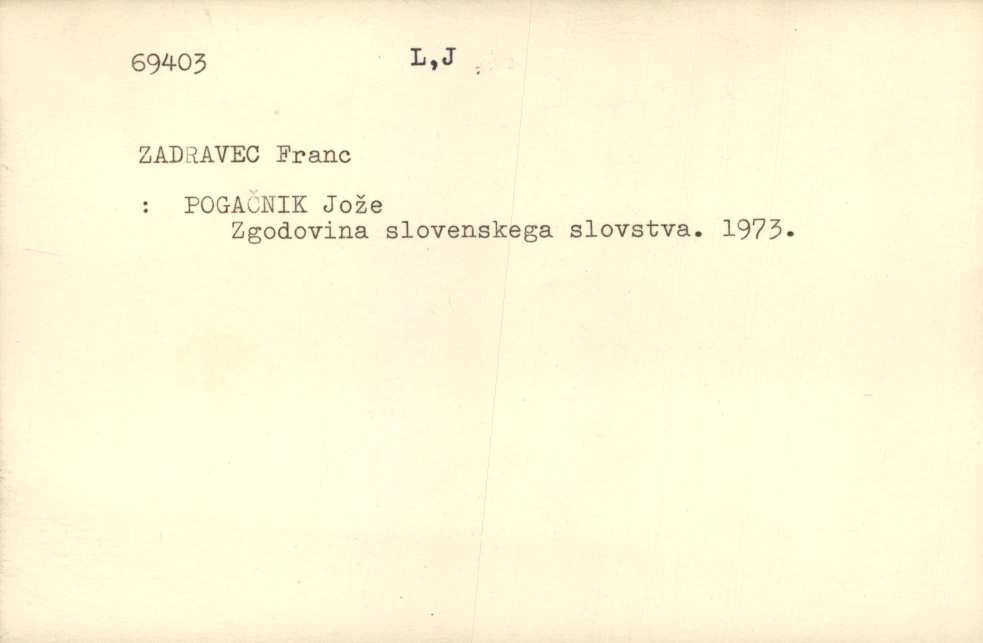 69403 L,J
ZADRAVEC Franc
: POGAČNIK Jože
Zgodovina slovenskega slovstva. 1973.